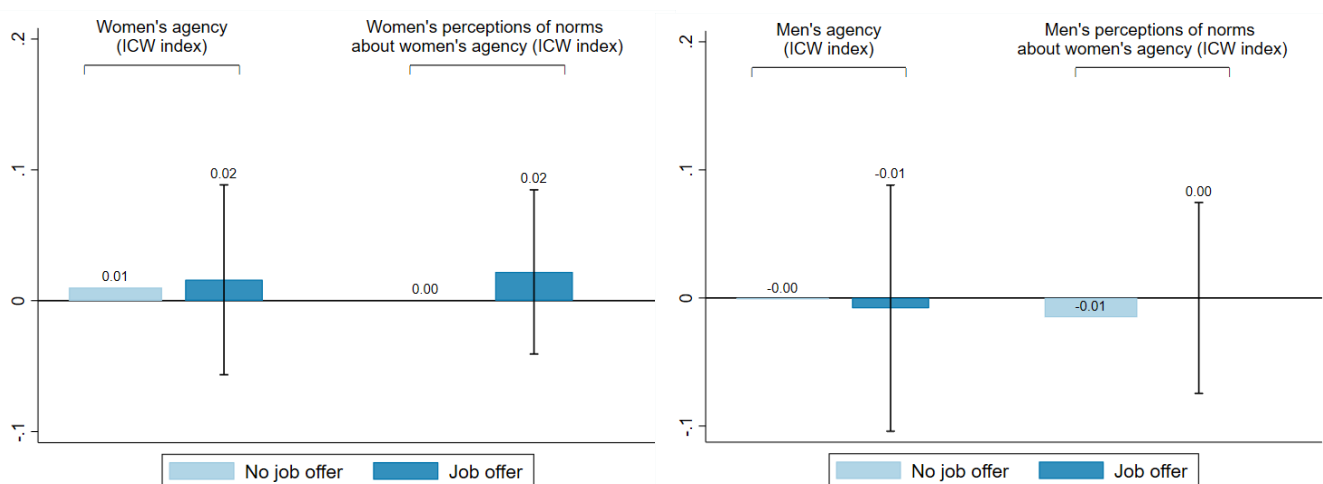 Women's agency
(ICW index)
Women's perceptions of norms
about women's agency (ICW index)
.2
.1
0
-.1
0.01
0.02
0.00
0.02
No job offer
Job offer
Men's agency
(ICW index)
Men's perceptions of norms
about women's agency (ICW index)
.2
.1
0
-.1
-0.00
-0.01
-0.01
0.00
No job offer
Job offer